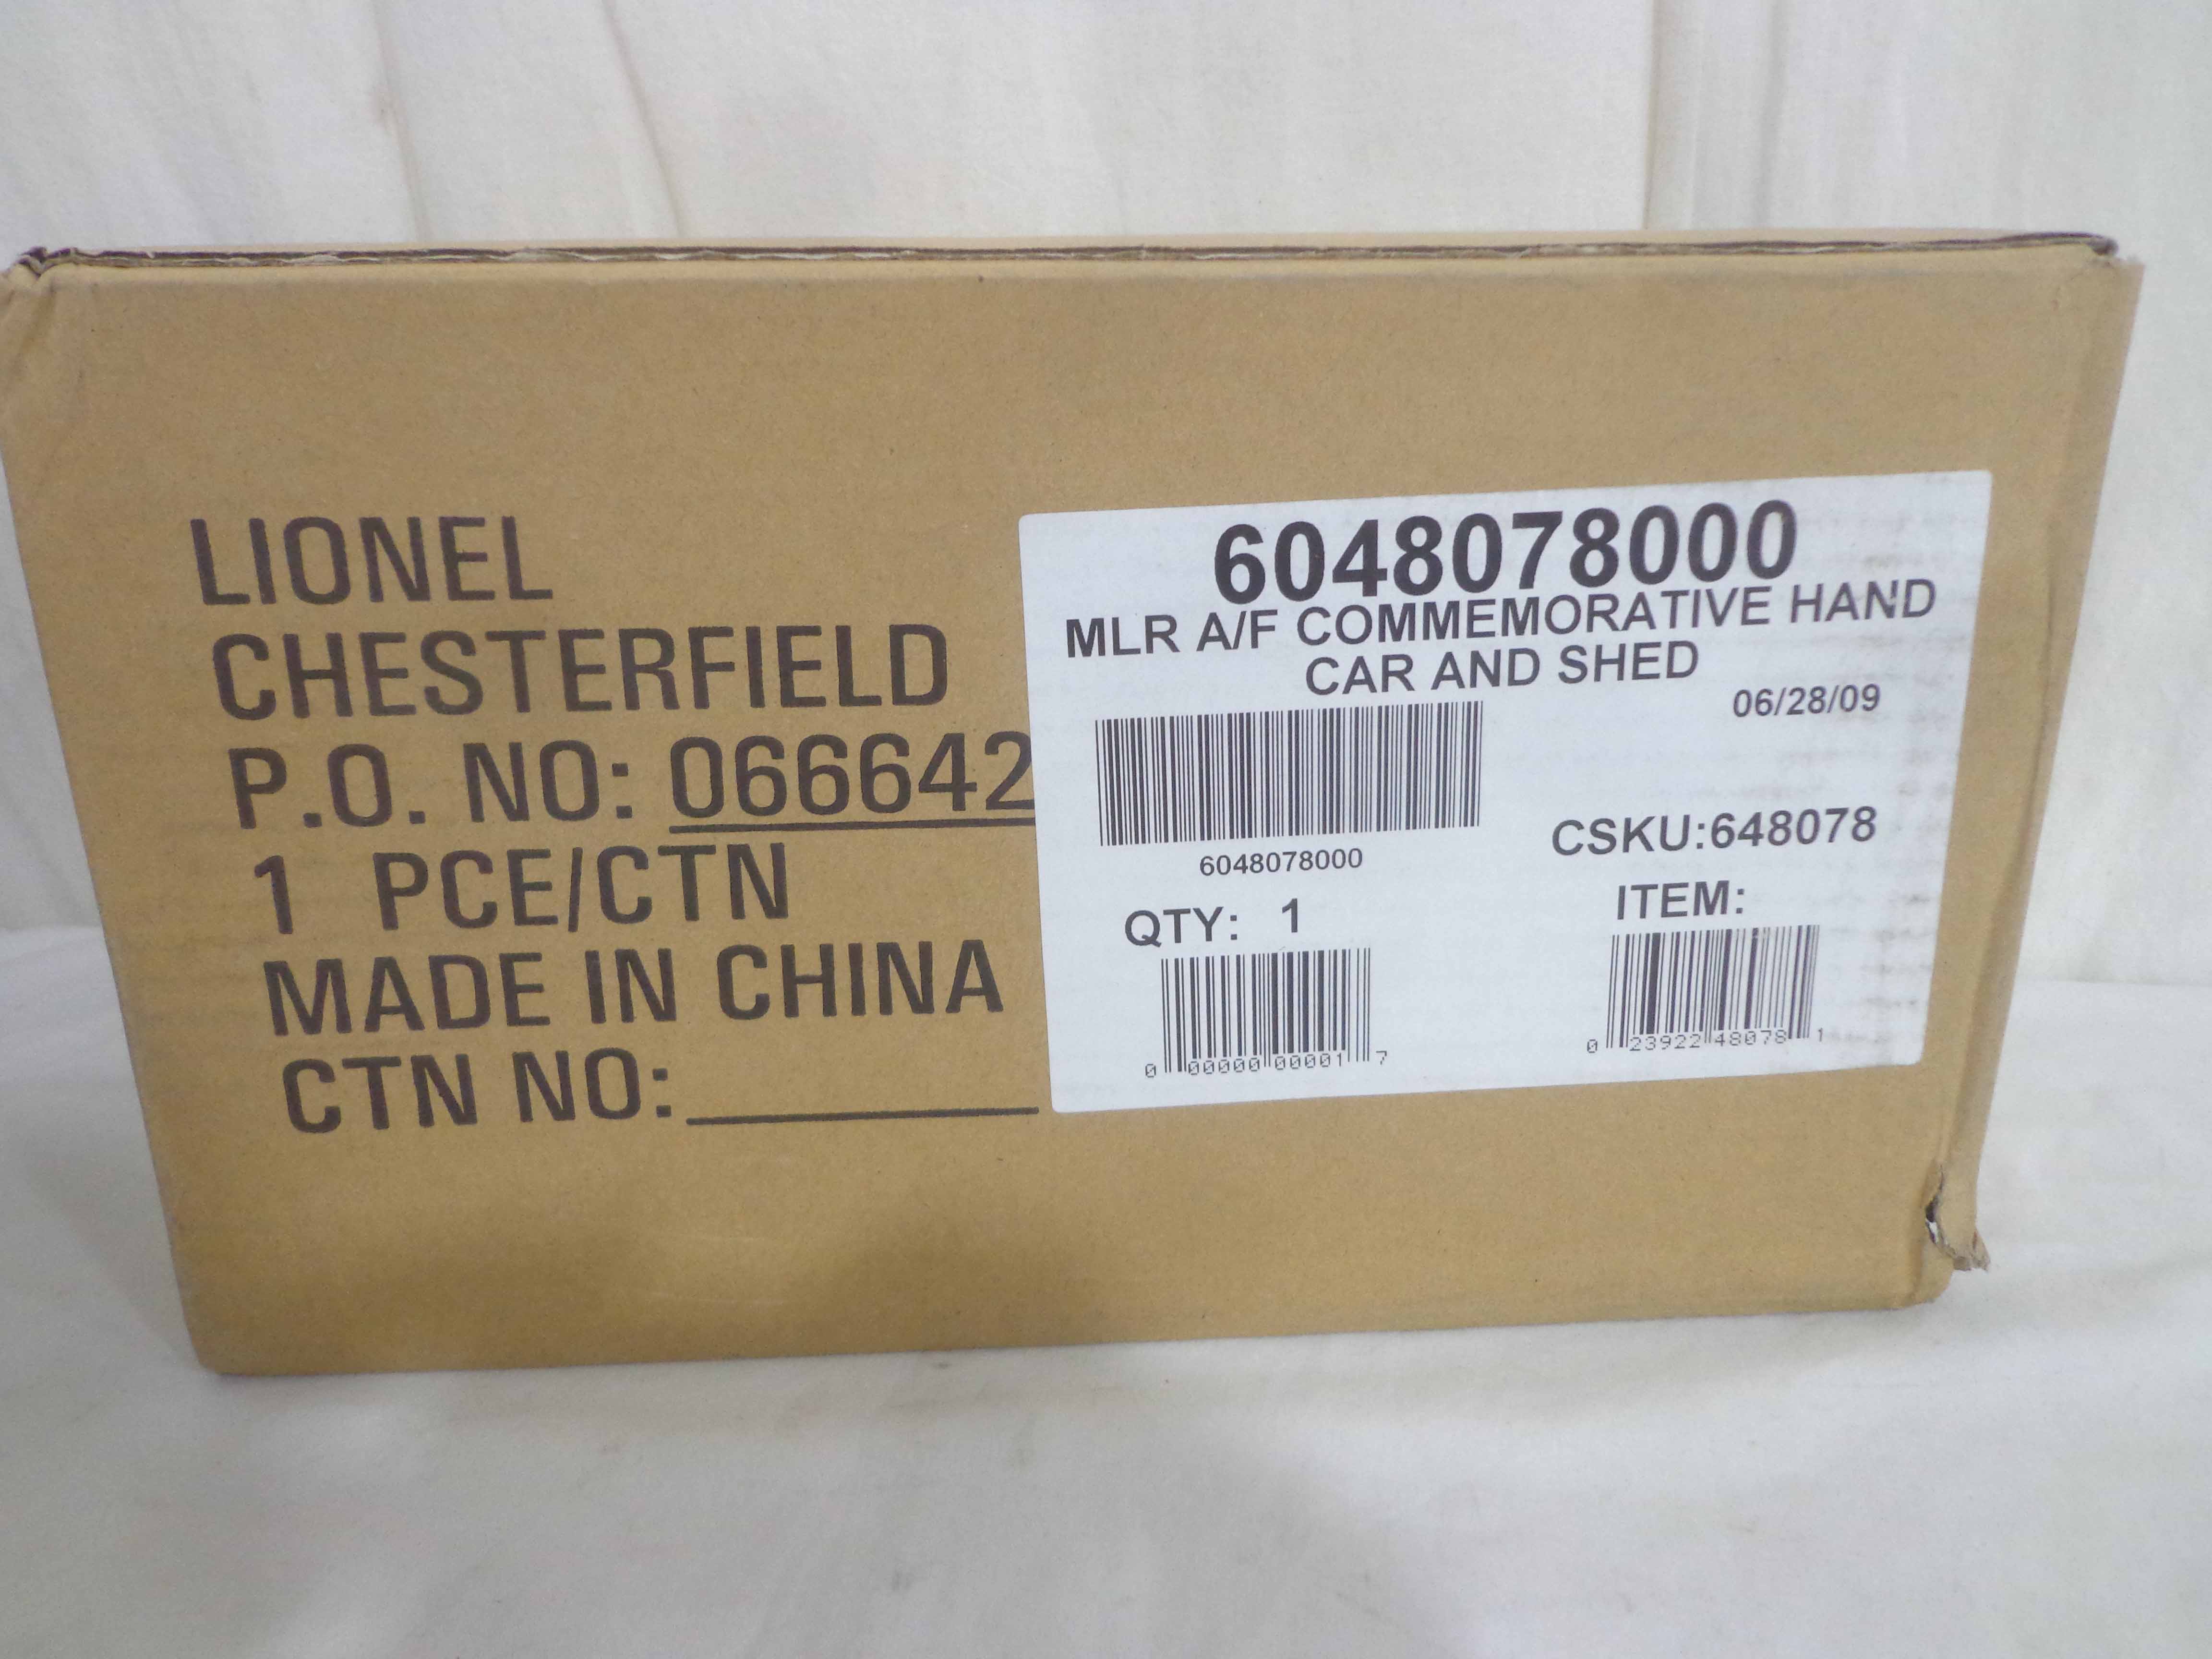 LIONEL
CHESTERFIELD
P.O. NO: 066642
1 PCE/CTN
MADE IN CHINA
CTN NO:
6048078000
MLR A/F COMMEMORATIVE HAND
CAR AND SHED
06/28/09
6048078000
CSKU:648078
QTY: 1
ITEM:
0 00000 00001 7
0 23922 48078 1